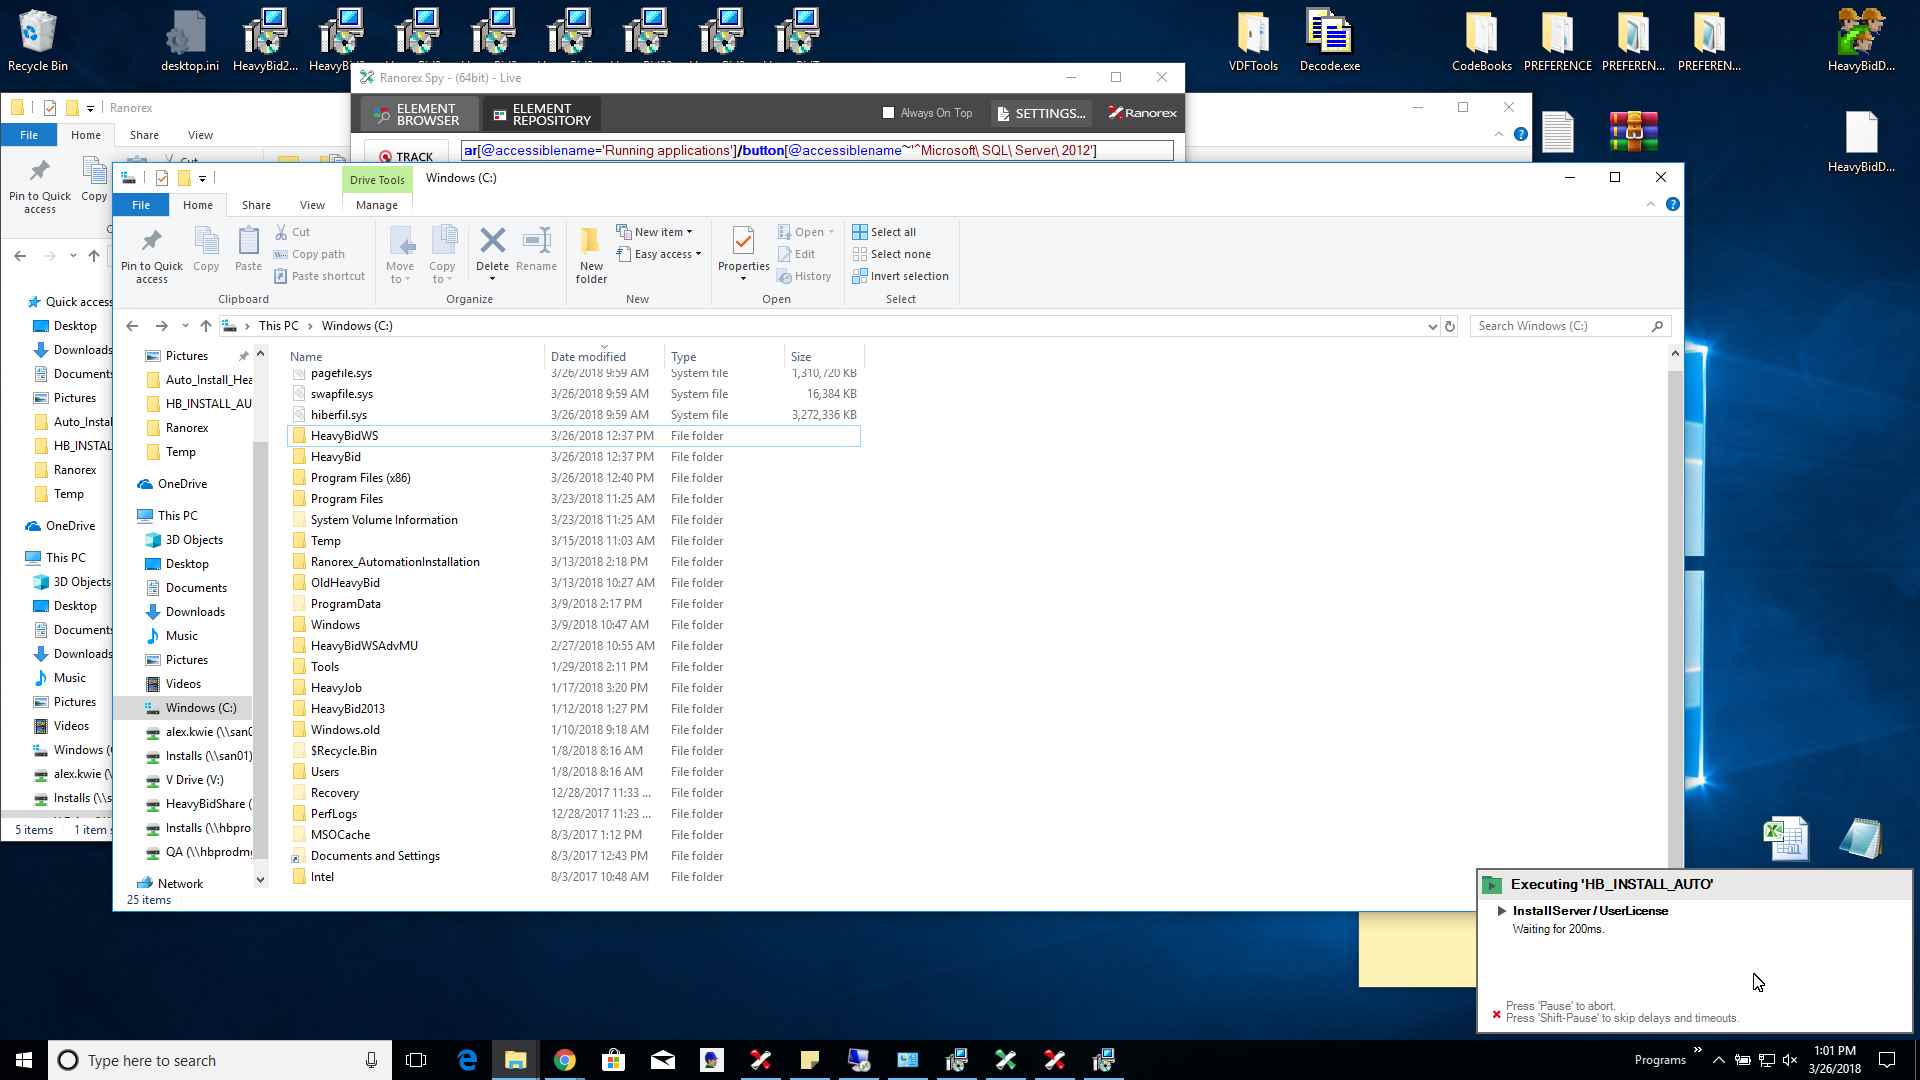 Recycle Bin
desktop.ini
HeavyBid2...
VDFTools
Decode.exe
CodeBooks
PREFERENCE
PREFEREN...
PREFEREN...
HeavyBidD...
HeavyBidD...
Ranorex Spy - (64bit) - Live
ELEMENT BROWSER
ELEMENT REPOSITORY
Always On Top
SETTINGS...
Ranorex
TRACK
ar[@accessiblename='Running applications']/button[@accessiblename~'^Microsoft\ SQL\ Server\ 2012']
Ranorex
File Home Share View
Pin to Quick access
Copy
Quick access
Desktop
Downloads
Documents
Pictures
Auto_Instal
HB_INSTALL
Ranorex
Temp
OneDrive
This PC
3D Objects
Desktop
Documents
Downloads
Music
Pictures
Videos
Windows (C
alex.kwie (\\
Installs (\\s
5 items 1 item s
Drive Tools
Windows (C:)
File Home Share View Manage
Pin to Quick access
Copy
Paste
Cut
Copy path
Paste shortcut
Clipboard
Move to
Copy to
Delete
Rename
Organize
New folder
New item
Easy access
New
Properties
Open
Edit
History
Open
Select all
Select none
Invert selection
Select
This PC > Windows (C:)
Search Windows (C:)
Pictures
Auto_Install_Hea
HB_INSTALL_AU
Ranorex
Temp
OneDrive
This PC
3D Objects
Desktop
Documents
Downloads
Music
Pictures
Videos
Windows (C:)
alex.kwie (\\san0
Installs (\\san01)
V Drive (V:)
HeavyBidShare (
Installs (\\hbpro
QA (\\hbprodmg
Network
25 items
Name Date modified Type Size
pagefile.sys 3/26/2018 9:59 AM System file 1,310,720 KB
swapfile.sys 3/26/2018 9:59 AM System file 16,384 KB
hiberfil.sys 3/26/2018 9:59 AM System file 3,272,336 KB
HeavyBidWS 3/26/2018 12:37 PM File folder
HeavyBid 3/26/2018 12:37 PM File folder
Program Files (x86) 3/26/2018 12:40 PM File folder
Program Files 3/23/2018 11:25 AM File folder
System Volume Information 3/23/2018 11:25 AM File folder
Temp 3/15/2018 11:03 AM File folder
Ranorex_AutomationInstallation 3/13/2018 2:18 PM File folder
OldHeavyBid 3/13/2018 10:27 AM File folder
ProgramData 3/9/2018 2:17 PM File folder
Windows 3/9/2018 10:47 AM File folder
HeavyBidWSAdvMU 2/27/2018 10:55 AM File folder
Tools 1/29/2018 2:11 PM File folder
HeavyJob 1/17/2018 3:20 PM File folder
HeavyBid2013 1/12/2018 1:27 PM File folder
Windows.old 1/10/2018 9:18 AM File folder
$Recycle.Bin 1/8/2018 8:16 AM File folder
Users 1/8/2018 8:16 AM File folder
Recovery 12/28/2017 11:33 ... File folder
PerfLogs 12/28/2017 11:23 ... File folder
MSOCache 8/3/2017 1:12 PM File folder
Documents and Settings 8/3/2017 12:43 PM File folder
Intel 8/3/2017 10:48 AM File folder
Executing 'HB_INSTALL_AUTO'
InstallServer / UserLicense
Waiting for 200ms.
Press 'Pause' to abort.
Press 'Shift-Pause' to skip delays and timeouts.
Type here to search
Programs
1:01 PM
3/26/2018